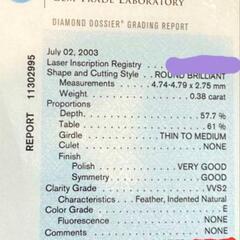 GEM TRADE LABORATORY
DIAMOND DOSSIER® GRADING REPORT
REPORT 11302995
July 02, 2003
Laser Inscription Registry
Shape and Cutting Style . . ROUND BRILLIANT
Measurements . . . . 4.74-4.79 x 2.75 mm
Weight. . . . . . . . . . . . . . 0.38 carat
Proportions
Depth. . . . . . . . . . . . . . . . . 57.7 %
Table . . . . . . . . . . . . . . . . . . 61 %
Girdle . . . . . . . . . THIN TO MEDIUM
Culet . . . . . . . . . . . . . . . . . NONE
Finish
Polish . . . . . . . . . . . . VERY GOOD
Symmetry . . . . . . . . . . . . . GOOD
Clarity Grade . . . . . . . . . . . . . VVS2
Characteristics . . Feather, Indented Natural
Color Grade . . . . . . . . . . . . . . . . . E
Fluorescence . . . . . . . . . . . NONE
Comments . . . . . . . . . . . . . . NONE